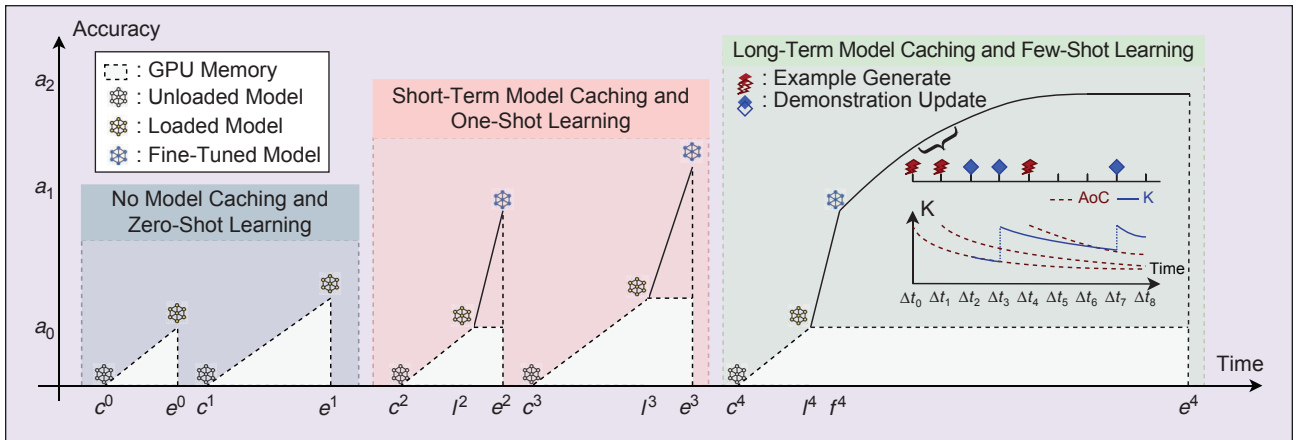 Accuracy
a2
a1
a0
: GPU Memory
: Unloaded Model
: Loaded Model
: Fine-Tuned Model
No Model Caching and
Zero-Shot Learning
Short-Term Model Caching and
One-Shot Learning
Long-Term Model Caching and Few-Shot Learning
: Example Generate
: Demonstration Update
AoC K
K
Time
Δt0 Δt1 Δt2 Δt3 Δt4 Δt5 Δt6 Δt7 Δt8
Time
c⁰ e⁰ c¹ e¹ c² l² e² c³ l³ e³ c⁴ l⁴ f⁴ e⁴